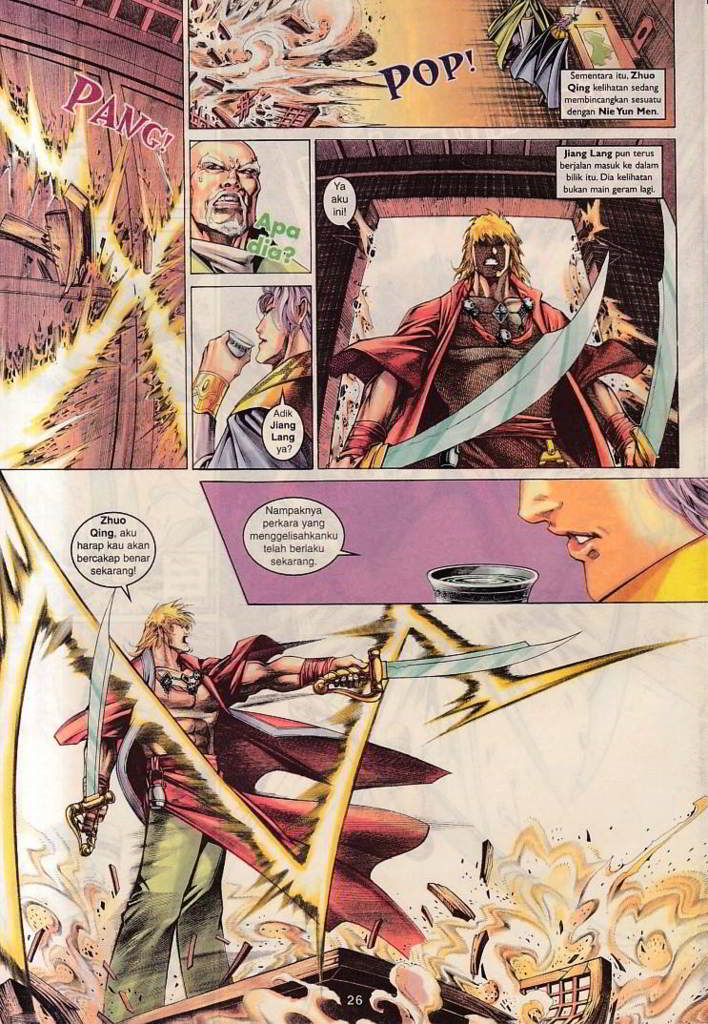 PANG!
POP!
Sementara itu, Zhuo
Qing kelihatan sedang
membincangkan sesuatu
dengan Nie Yun Men.
Apa
dia?
Jiang Lang pun terus
berjalan masuk ke dalam
bilik itu. Dia kelihatan
bukan main geram lagi.
Ya
aku
ini!
Adik
Jiang
Lang
ya?
Zhuo
Qing, aku
harap kau akan
bercakap benar
sekarang!
Nampaknya
perkara yang
menggelisahkanku
telah berlaku
sekarang.
26